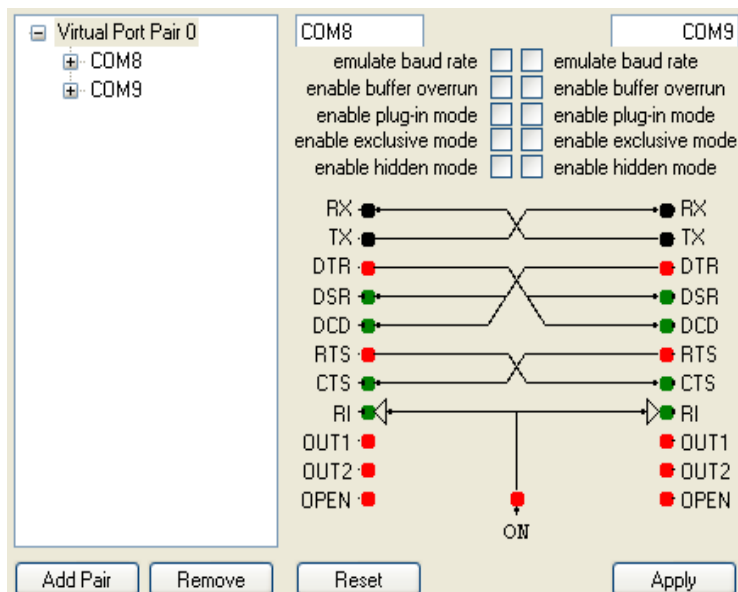 Virtual Port Pair 0
COM8
COM9
COM8 COM9
emulate baud rate emulate baud rate
enable buffer overrun enable buffer overrun
enable plug-in mode enable plug-in mode
enable exclusive mode enable exclusive mode
enable hidden mode enable hidden mode
RX RX
TX TX
DTR DTR
DSR DSR
DCD DCD
RTS RTS
CTS CTS
RI RI
OUT1 OUT1
OUT2 OUT2
OPEN OPEN
ON
Add Pair Remove Reset Apply